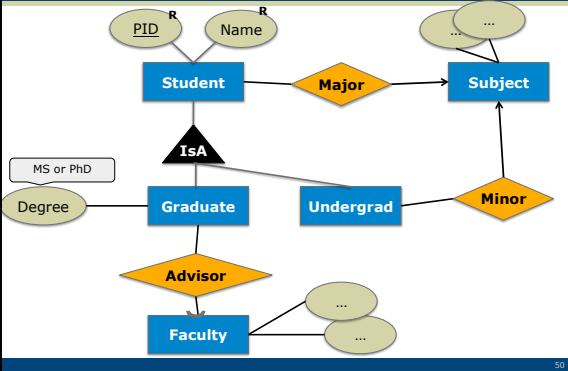 PID
R
Name
R
...
...
Student
Major
Subject
IsA
MS or PhD
Degree
Graduate
Undergrad
Minor
Advisor
Faculty
...
...
50